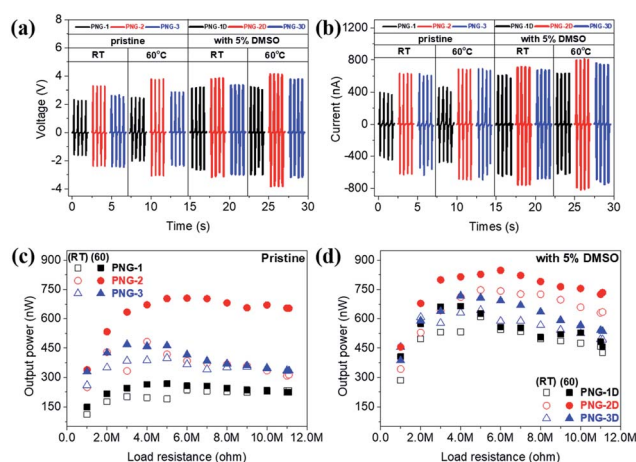 (a)
PNG-1 PNG-2 PNG-3 PNG-1D PNG-2D PNG-3D
pristine with 5% DMSO
RT 60°C RT 60°C
8
6
4
2
0
-2
-4
Voltage (V)
0 5 10 15 20 25 30
Time (s)
(b)
PNG-1 PNG-2 PNG-3 PNG-1D PNG-2D PNG-3D
pristine with 5% DMSO
RT 60°C RT 60°C
1200
800
400
0
-400
-800
Current (nA)
0 5 10 15 20 25 30
Times (s)
(c)
(RT) (60) Pristine
PNG-1
PNG-2
PNG-3
900
750
600
450
300
150
Output power (nW)
0.0 2.0M 4.0M 6.0M 8.0M 10.0M 12.0M
Load resistance (ohm)
(d)
with 5% DMSO
900
750
600
450
300
150
Output power (nW)
(RT) (60)
PNG-1D
PNG-2D
PNG-3D
0.0 2.0M 4.0M 6.0M 8.0M 10.0M
Load resistance (ohm)